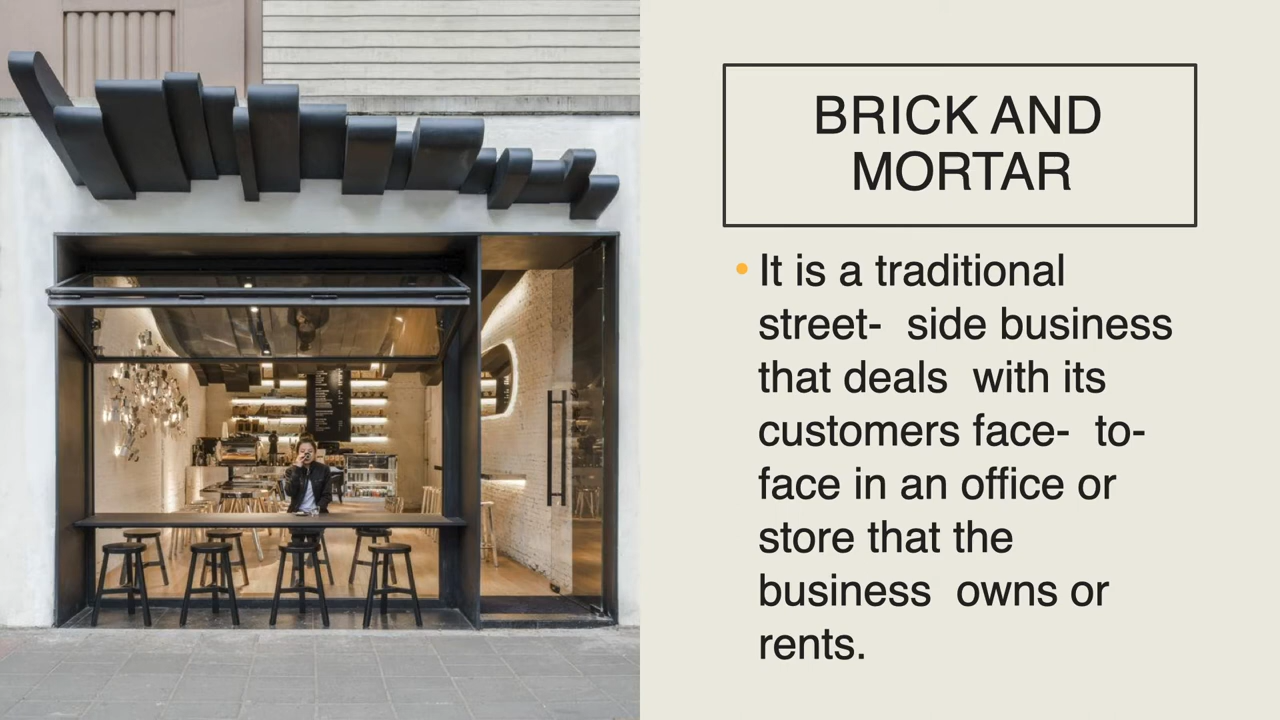 BRICK AND
MORTAR
• It is a traditional
street-  side business
that deals  with its
customers face-  to-
face in an office or
store that the
business  owns or
rents.